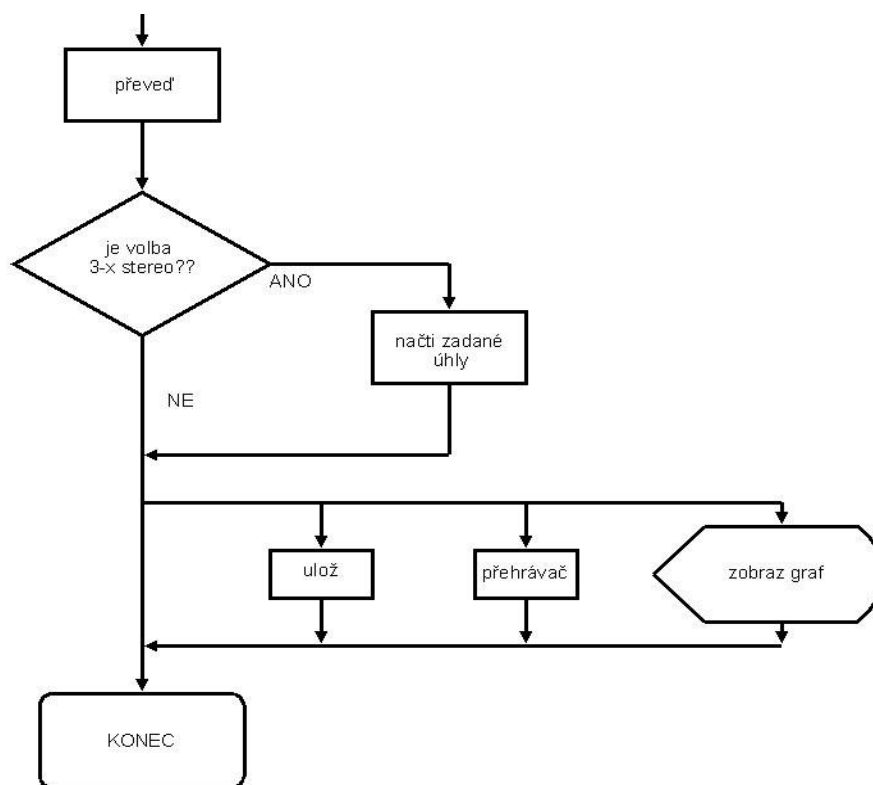 převeď
je volba
3-x stereo??
ANO
načti zadané
úhly
NE
ulož
přehrávač
zobraz graf
KONEC